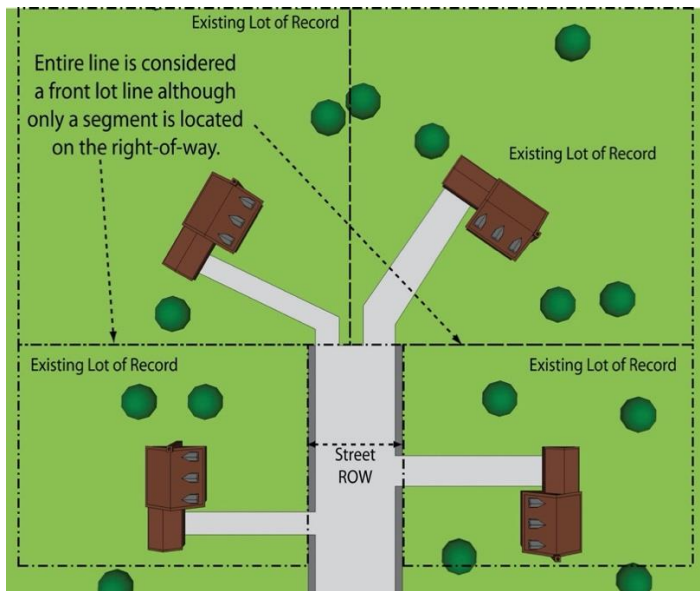 Existing Lot of Record
Entire line is considered
a front lot line although
only a segment is located
on the right-of-way.
Existing Lot of Record
Existing Lot of Record
Existing Lot of Record
Street
ROW